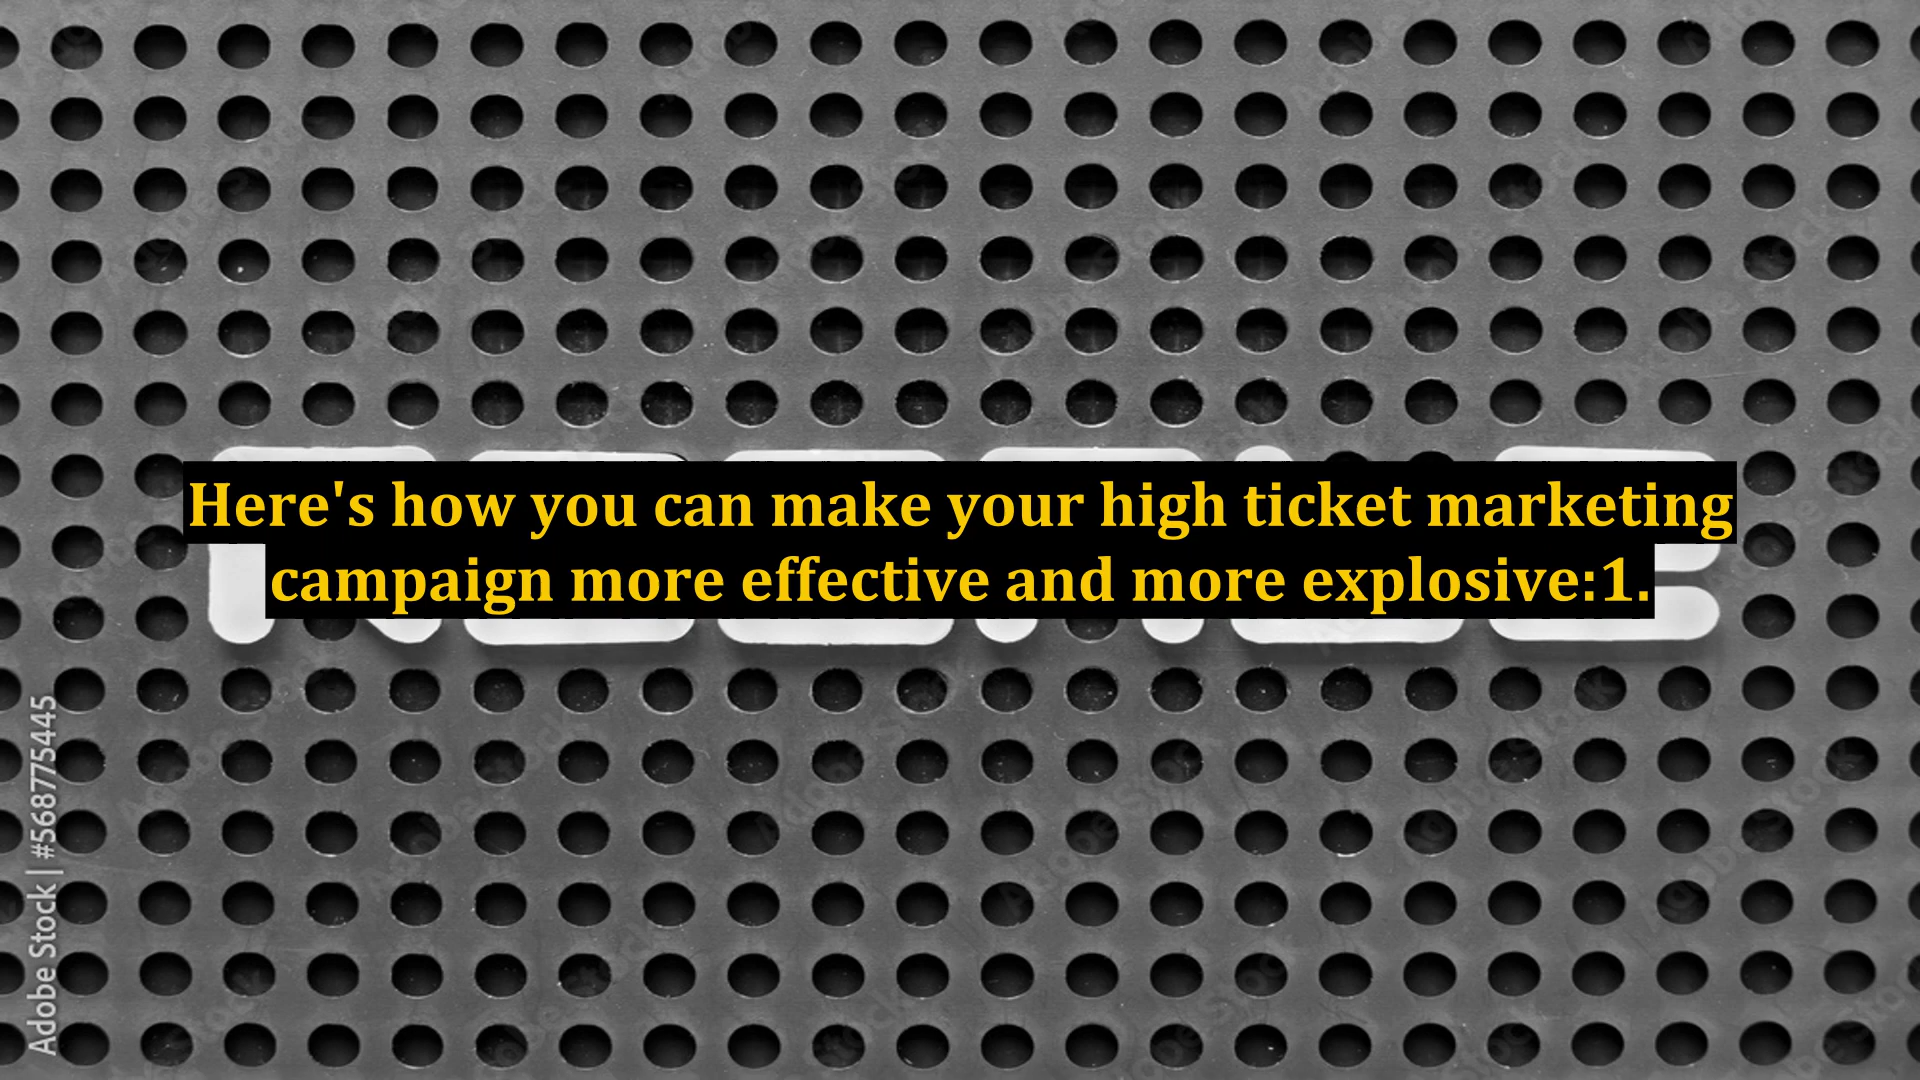 Here's how you can make your high ticket marketing
campaign more effective and more explosive:1.
Adobe Stock | #568775445